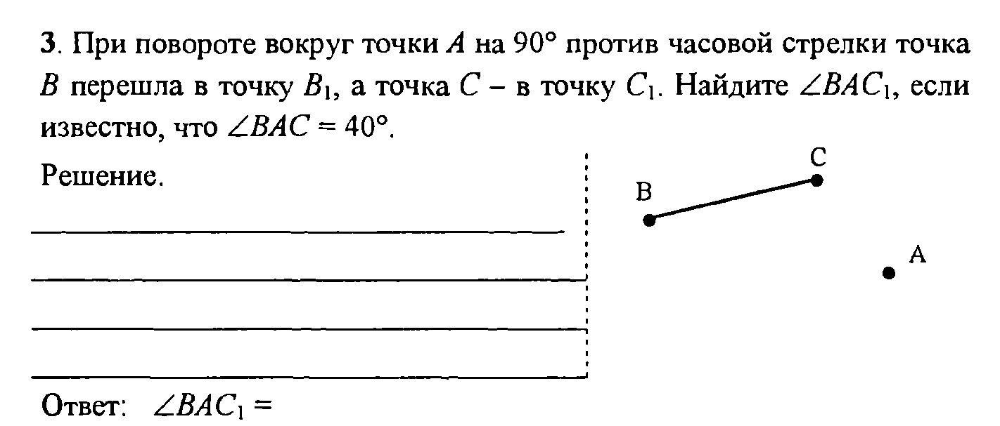 3. При повороте вокруг точки A на 90° против часовой стрелки точка
B перешла в точку B₁, а точка C – в точку C₁. Найдите ∠BAC₁, если
известно, что ∠BAC = 40°.
Решение.
C
B
A
Ответ: ∠BAC₁ =